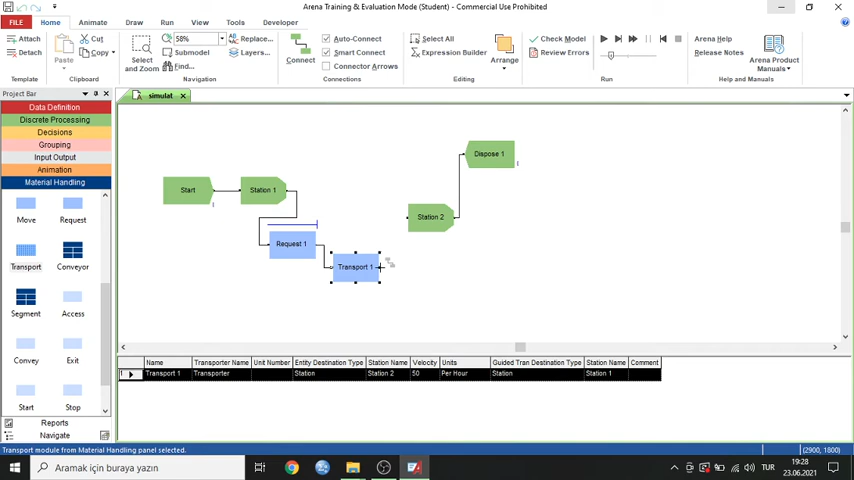 Arena Training & Evaluation Mode (Student) - Commercial Use Prohibited
FILE Home Animate Draw Run View Tools Developer
Attach
Detach
Template
Paste
Cut
Copy
Clipboard
Select
and Zoom
58%
Submodel
Find...
Navigation
Replace...
Layers...
Connect
Auto-Connect
Smart Connect
Connector Arrows
Connections
Select All
Expression Builder
Editing
Arrange
Check Model
Review Errors
Run
Arena Help
Release Notes
Arena Product
Manuals
Help and Manuals
Project Bar
Data Definition
Discrete Processing
Decisions
Grouping
Input Output
Animation
Material Handling
Move Request
Transport Conveyor
Segment Access
Convey Exit
Start Stop
Reports
Navigate
simulat
Start
Station 1
Request 1
Transport 1
Station 2
Dispose 1
Name Transporter Name Unit Number Entity Destination Type Station Name Velocity Units Guided Tran Destination Type Station Name Comment
1 Transport 1 Transporter Station Station 2 50 Per Hour Station Station 1
Transport module from Material Handling panel selected.
(2900, 1800)
Aramak için buraya yazın
TUR
19:28
23.06.2021